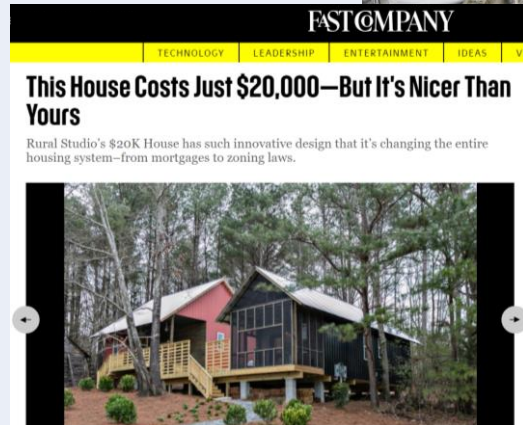 FAST COMPANY
TECHNOLOGY LEADERSHIP ENTERTAINMENT IDEAS
This House Costs Just $20,000—But It's Nicer Than
Yours
Rural Studio's $20K House has such innovative design that it's changing the entire
housing system–from mortgages to zoning laws.